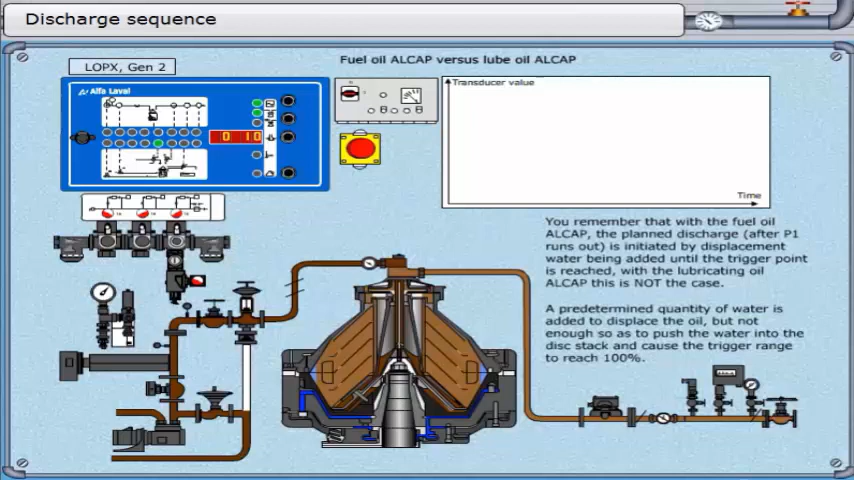 Discharge sequence
LOPX, Gen 2
Fuel oil ALCAP versus lube oil ALCAP
Alfa Laval
0 10
Transducer value
Time
You remember that with the fuel oil
ALCAP, the planned discharge (after P1
runs out) is initiated by displacement
water being added until the trigger point
is reached, with the lubricating oil
ALCAP this is NOT the case.
A predetermined quantity of water is
added to displace the oil, but not
enough so as to push the water into the
disc stack and cause the trigger range
to reach 100%.